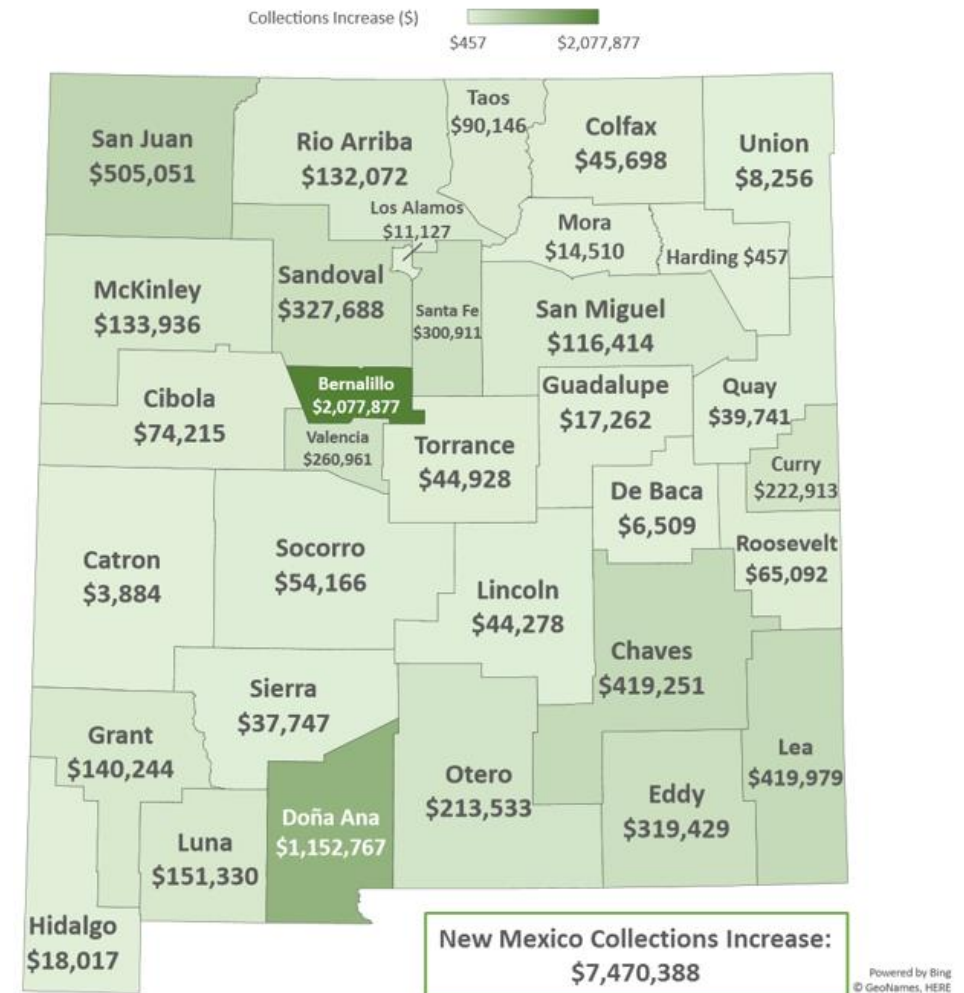 Collections Increase ($)
$457
$2,077,877
San Juan
$505,051
Rio Arriba
$132,072
Taos
$90,146
Colfax
$45,698
Union
$8,256
Los Alamos
$11,127
Mora
$14,510
Harding $457
McKinley
$133,936
Sandoval
$327,688
Santa Fe
$300,911
San Miguel
$116,414
Cibola
$74,215
Bernalillo
$2,077,877
Guadalupe
$17,262
Quay
$39,741
Valencia
$260,961
Torrance
$44,928
Curry
$222,913
De Baca
$6,509
Catron
$3,884
Socorro
$54,166
Lincoln
$44,278
Roosevelt
$65,092
Chaves
$419,251
Sierra
$37,747
Grant
$140,244
Otero
$213,533
Lea
$419,979
Eddy
$319,429
Luna
$151,330
Doña Ana
$1,152,767
Hidalgo
$18,017
New Mexico Collections Increase:
$7,470,388
Powered by Bing
© GeoNames, HERE